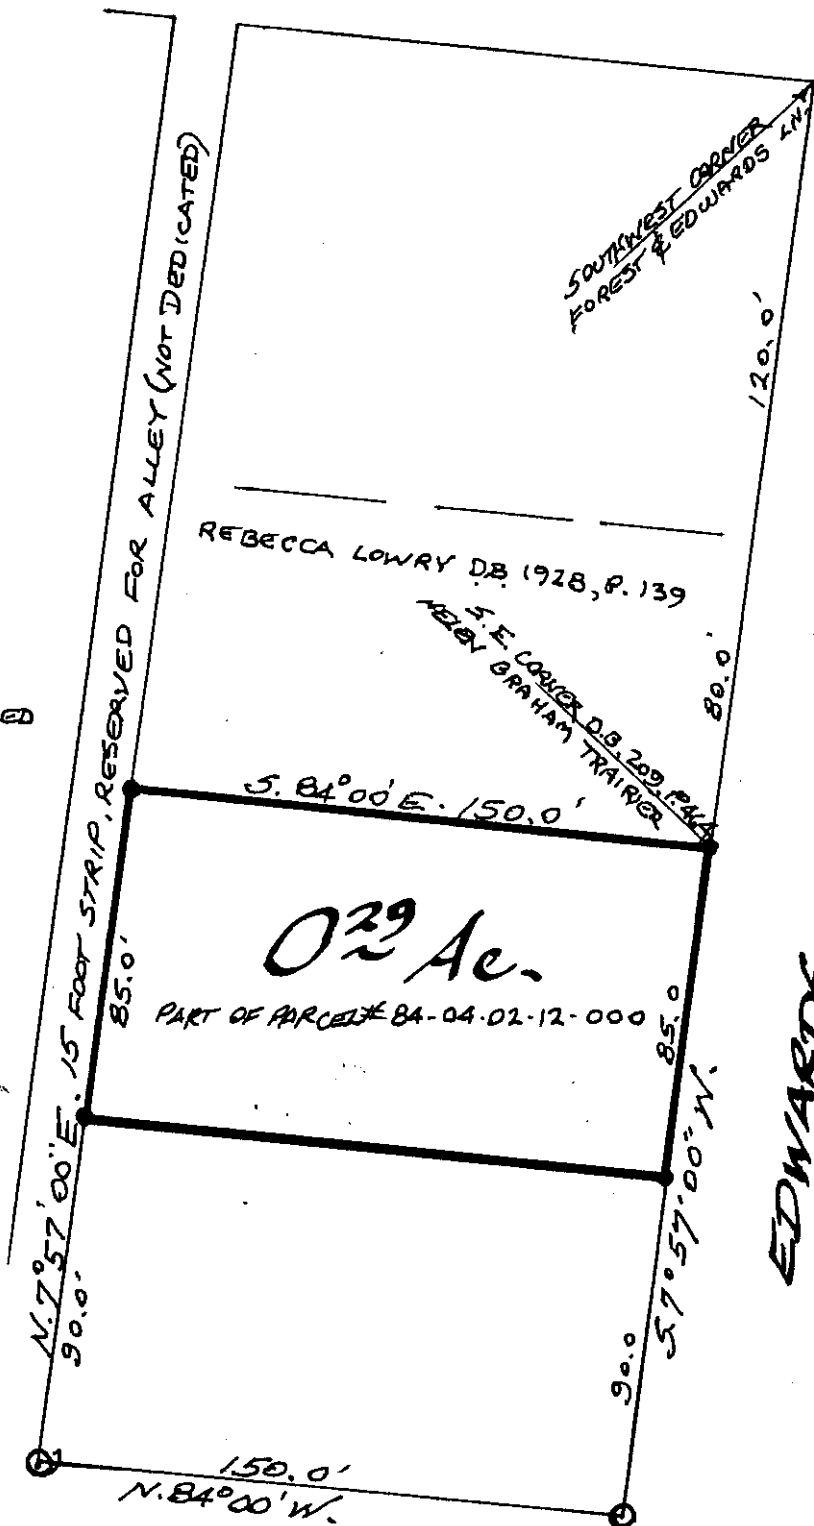 SOUTHWEST CORNER
FOREST & EDWARDS LN.
120.0'
15 FOOT STRIP, RESERVED FOR ALLEY (NOT DEDICATED)
REBECCA LOWRY D.B. 1928, P. 139
S.E. CORNER D.B. 209,
HELEN GRAHAM
80.0'
S. 84°00' E. 150.0'
85.0'
0 29 Ac.
PART OF PARCEL # 84-04-02-12-000
85.0
N. 7°57'00" E.
90.0'
S 7°57'00" W.
90.0
EDWARDS
150.0'
N. 84°00' W.